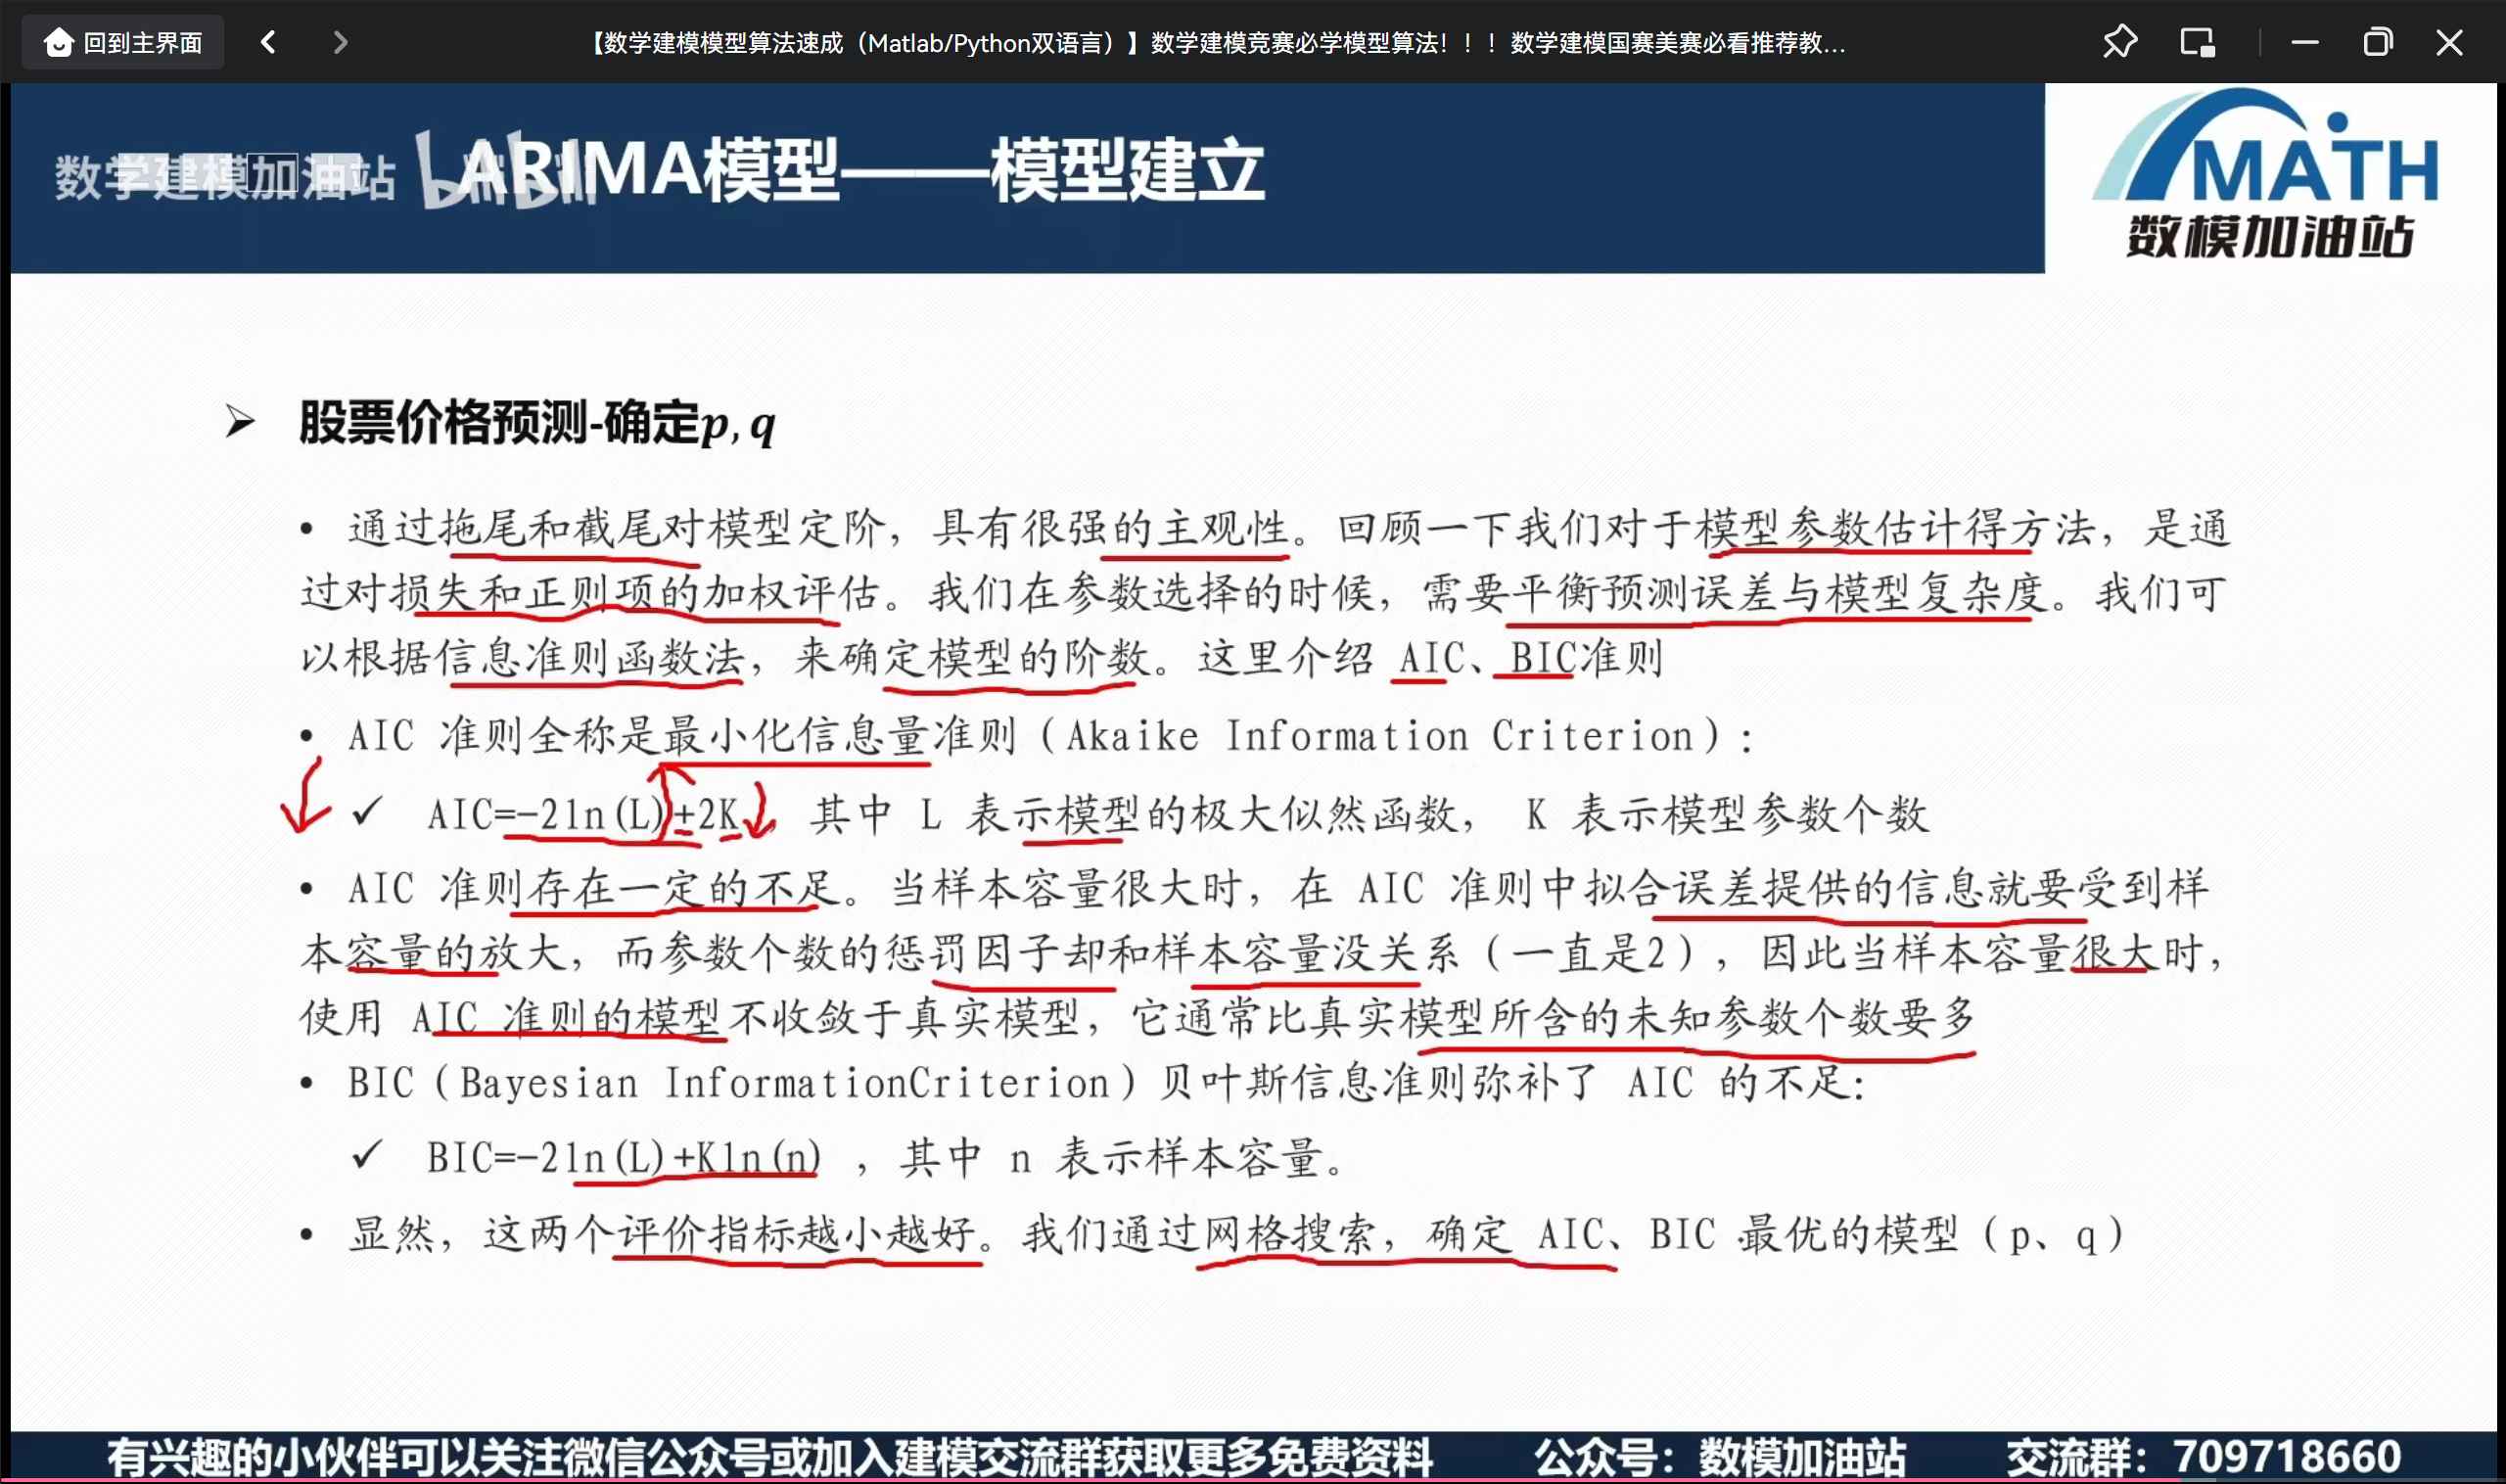 回到主界面
【数学建模模型算法速成（Matlab/Python双语言）】数学建模竞赛必学模型算法！！！数学建模国赛美赛必看推荐教...
数学建模加油站 bilibili
ARIMA模型——模型建立
MATH
数模加油站
➢ 股票价格预测-确定p,q
• 通过拖尾和截尾对模型定阶，具有很强的主观性。回顾一下我们对于模型参数估计得方法，是通
过对损失和正则项的加权评估。我们在参数选择的时候，需要平衡预测误差与模型复杂度。我们可
以根据信息准则函数法，来确定模型的阶数。这里介绍 AIC、BIC准则
• AIC 准则全称是最小化信息量准则（Akaike Information Criterion）：
✓ AIC=-2ln(L)+2K，其中 L 表示模型的极大似然函数， K 表示模型参数个数
• AIC 准则存在一定的不足。当样本容量很大时，在 AIC 准则中拟合误差提供的信息就要受到样
本容量的放大，而参数个数的惩罚因子却和样本容量没关系（一直是2），因此当样本容量很大时，
使用 AIC 准则的模型不收敛于真实模型，它通常比真实模型所含的未知参数个数要多
• BIC（Bayesian InformationCriterion）贝叶斯信息准则弥补了 AIC 的不足：
✓ BIC=-2ln(L)+Kln(n) ，其中 n 表示样本容量。
• 显然，这两个评价指标越小越好。我们通过网格搜索，确定 AIC、BIC 最优的模型（p、q）
有兴趣的小伙伴可以关注微信公众号或加入建模交流群获取更多免费资料 公众号：数模加油站 交流群：709718660